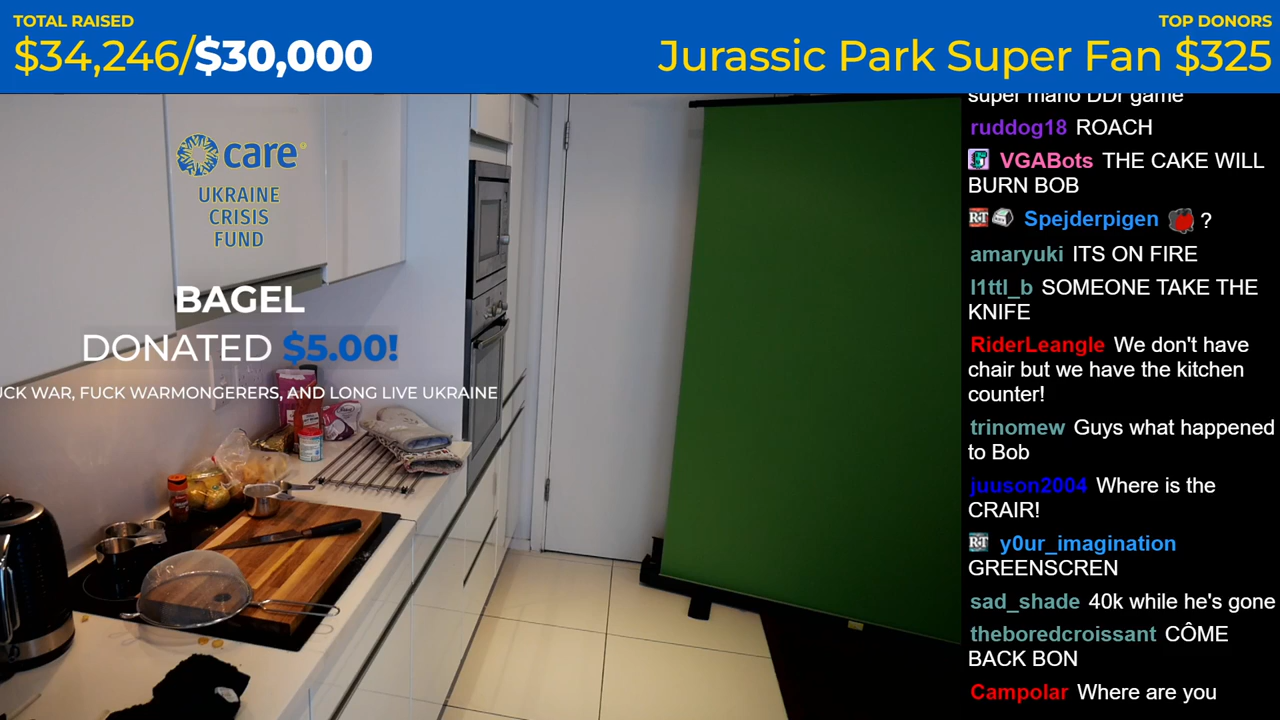 TOTAL RAISED
$34,246/$30,000
TOP DONORS
Jurassic Park Super Fan $325
care
UKRAINE
CRISIS
FUND
BAGEL
DONATED $5.00!
UCK WAR, FUCK WARMONGERERS, AND LONG LIVE UKRAINE
super mario DDr game
ruddog18 ROACH
VGABots THE CAKE WILL
BURN BOB
Spejderpigen ?
amaryuki ITS ON FIRE
l1ttl_b SOMEONE TAKE THE
KNIFE
RiderLeangle We don't have
chair but we have the kitchen
counter!
trinomew Guys what happened
to Bob
juuson2004 Where is the
CRAIR!
y0ur_imagination
GREENSCREN
sad_shade 40k while he's gone
theboredcroissant CÔME
BACK BON
Campolar Where are you